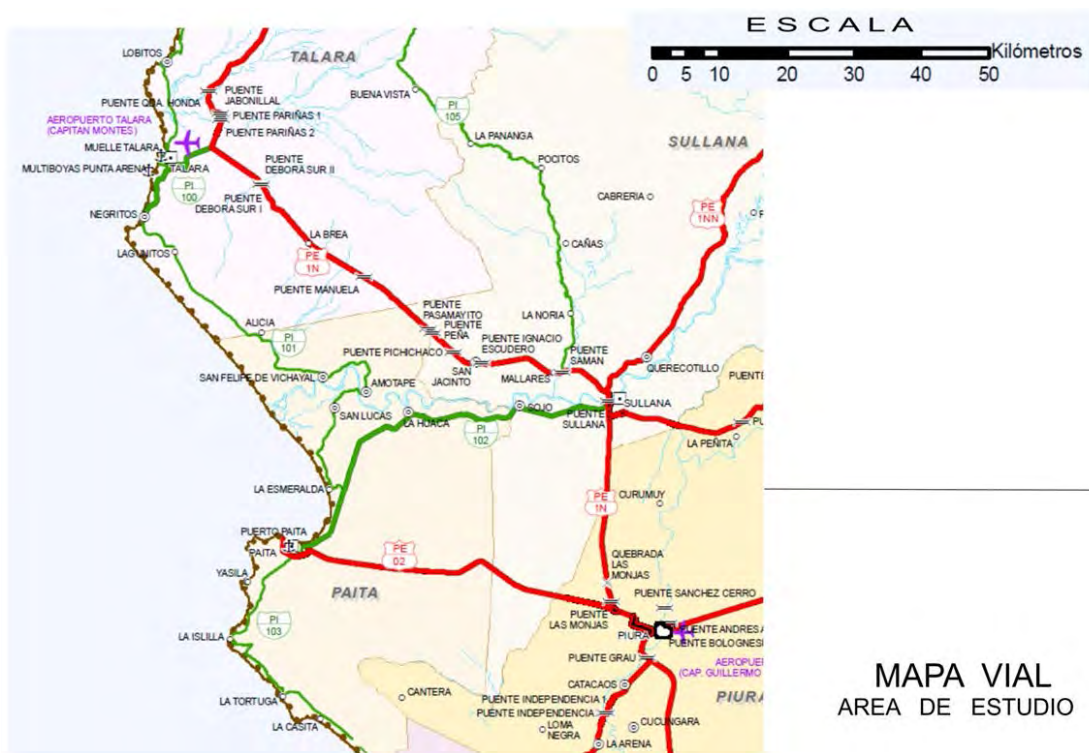 ESCALA
Kilómetros
0 5 10 20 30 40 50
LOBITOS
TALARA
PUENTE QDA. HONDA
PUENTE
JABONILLAL
BUENA VISTA
PI
105
AEROPUERTO TALARA
(CAPITAN MONTES)
PUENTE PARIÑAS 1
PUENTE PARIÑAS 2
LA PANANGA
SULLANA
MUELLE TALARA
MULTIBOYAS PUNTA ARENA
TALARA
PUENTE
DEBORA SUR II
POCITOS
PI
100
PUENTE
DEBORA SUR I
CABRERIA
NEGRITOS
PE
1NN
LAGUNITOS
LA BREA
CAÑAS
PE
1N
PUENTE MANUELA
ALICIA
PUENTE
PASAMAYITO
LA NORIA
PI
101
PUENTE
PEÑA
PUENTE IGNACIO
ESCUDERO
PUENTE PICHICHACO
PUENTE
SAMAN
SAN
JACINTO
MALLARES
QUERECOTILLO
PUENTE
SAN FELIPE DE VICHAYAL
AMOTAPE
SAN LUCAS
LA HUACA
SOJO
PUENTE
SULLANA
SULLANA
PI
102
LA PEÑITA
LA ESMERALDA
PE
1N
CURUMUY
PUERTO PAITA
PAITA
PE
02
QUEBRADA
LAS
MONJAS
YASILA
PAITA
PUENTE SANCHEZ CERRO
PI
103
PUENTE
LAS MONJAS
PIURA
PUENTE ANDRES A
PUENTE BOLOGNESI
LA ISLILLA
PUENTE GRAU
AEROPUER
(CAP. GUILLERMO
LA TORTUGA
CANTERA
CATACAOS
PIURA
PUENTE INDEPENDENCIA 1
PUENTE INDEPENDENCIA
LA CASITA
LOMA
NEGRA
CUCUNGARA
LA ARENA
MAPA VIAL
AREA DE ESTUDIO